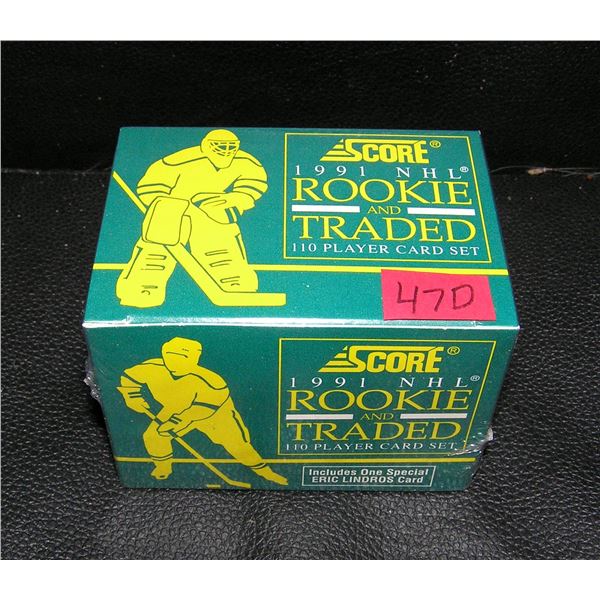 SCORE®
1991 NHL®
ROOKIE
AND
TRADED
110 PLAYER CARD SET
47D
SCORE®
1991 NHL®
ROOKIE
AND
TRADED
110 PLAYER CARD SET
Includes One Special
ERIC LINDROS Card